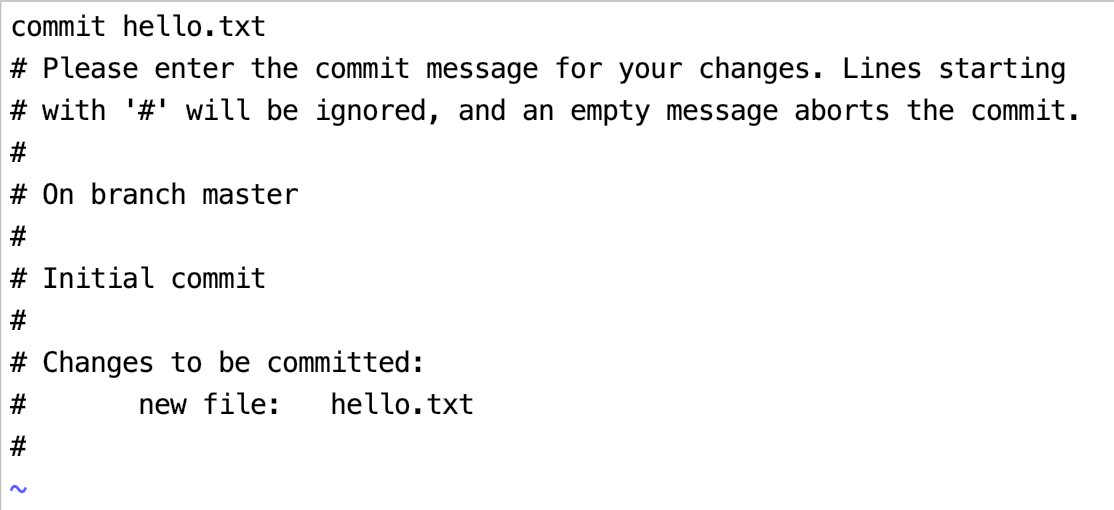 commit hello.txt
# Please enter the commit message for your changes. Lines starting
# with '#' will be ignored, and an empty message aborts the commit.
#
# On branch master
#
# Initial commit
#
# Changes to be committed:
#       new file:   hello.txt
#
~